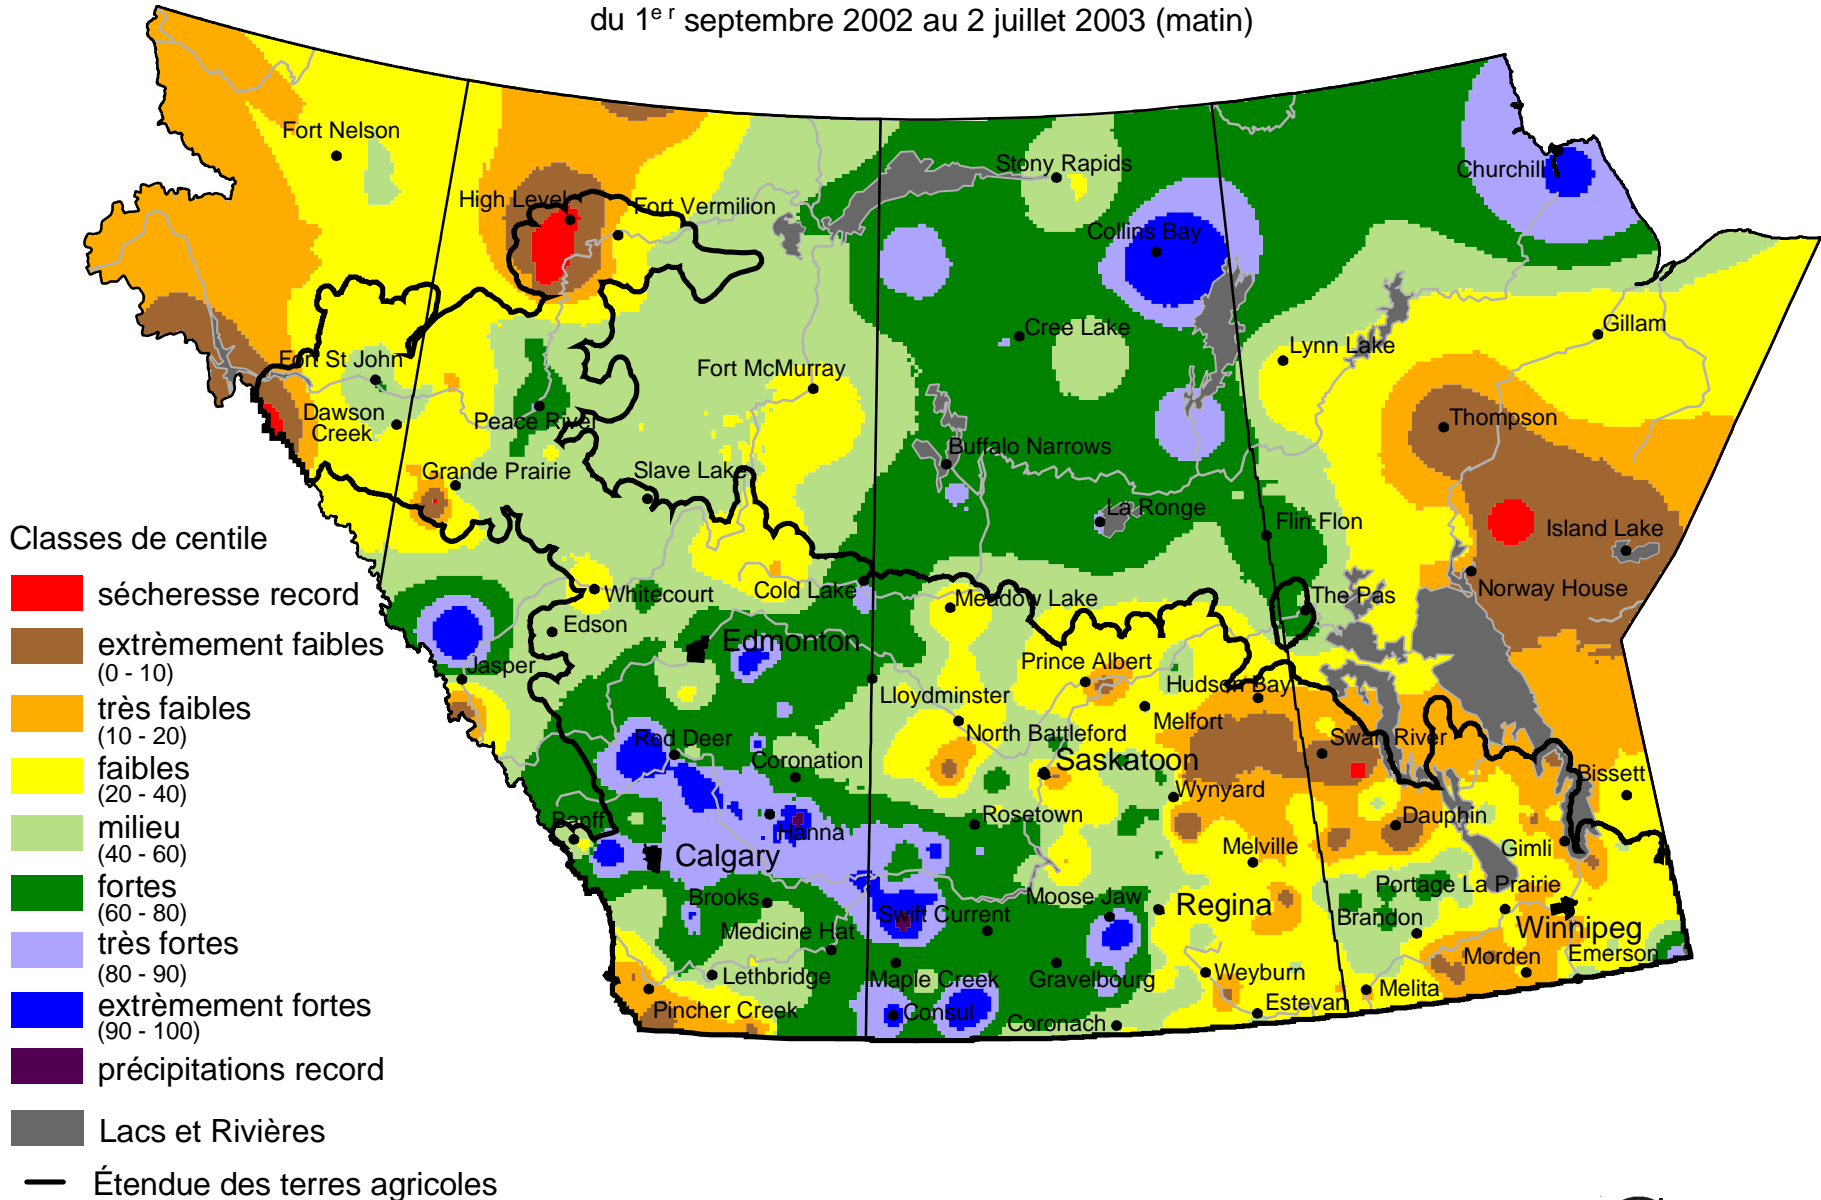 du 1er septembre 2002 au 2 juillet 2003 (matin)
Fort Nelson
High Level
Fort Vermilion
Stony Rapids
Churchill
Collins Bay
Cree Lake
Lynn Lake
Gillam
Fort St John
Fort McMurray
Dawson
Creek
Peace River
Thompson
Buffalo Narrows
Grande Prairie
Slave Lake
La Ronge
Flin Flon
Island Lake
Norway House
Whitecourt
Cold Lake
Meadow Lake
The Pas
Edson
Edmonton
Jasper
Prince Albert
Hudson Bay
Lloydminster
Melfort
North Battleford
Red Deer
Coronation
Saskatoon
Swan River
Bissett
Wynyard
Banff
Hanna
Rosetown
Dauphin
Calgary
Melville
Gimli
Brooks
Moose Jaw
Portage La Prairie
Swift Current
Regina
Brandon
Medicine Hat
Winnipeg
Lethbridge
Maple Creek
Gravelbourg
Weyburn
Morden
Emerson
Pincher Creek
Consul
Coronach
Estevan
Melita
Classes de centile
sécheresse record
extrèmement faibles
(0 - 10)
très faibles
(10 - 20)
faibles
(20 - 40)
milieu
(40 - 60)
fortes
(60 - 80)
très fortes
(80 - 90)
extrèmement fortes
(90 - 100)
précipitations record
Lacs et Rivières
Étendue des terres agricoles